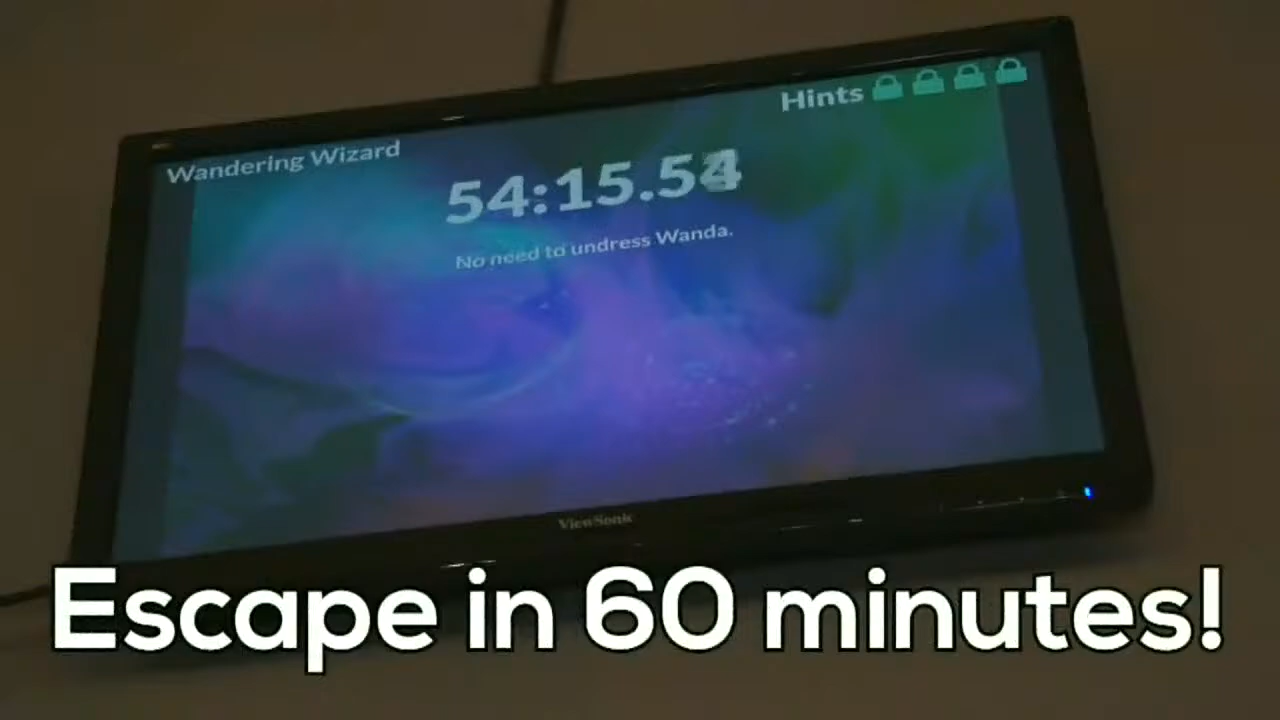 Hints
Wandering Wizard
54:15.54
No need to undress Wanda.
ViewSonic
Escape in 60 minutes!